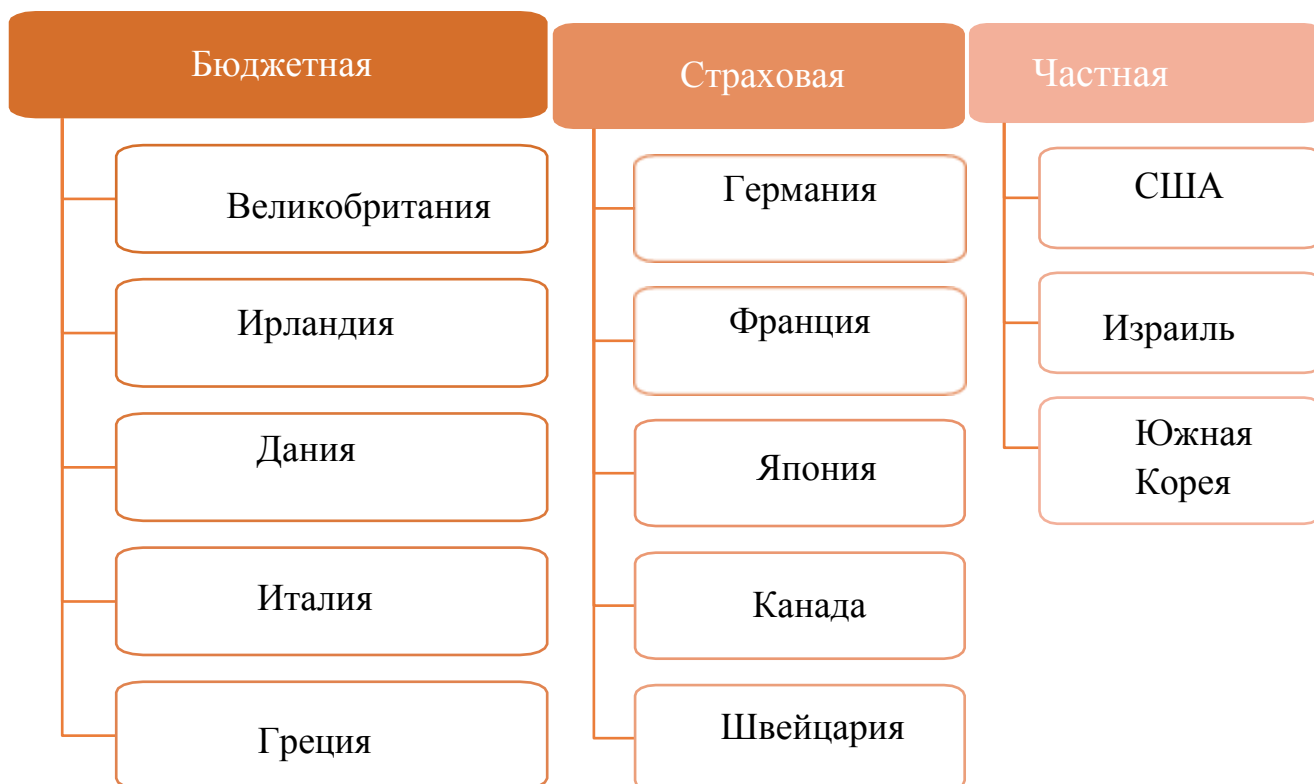 Бюджетная
Великобритания
Ирландия
Дания
Италия
Греция
Страховая
Германия
Франция
Япония
Канада
Швейцария
Частная
США
Израиль
Южная
Корея